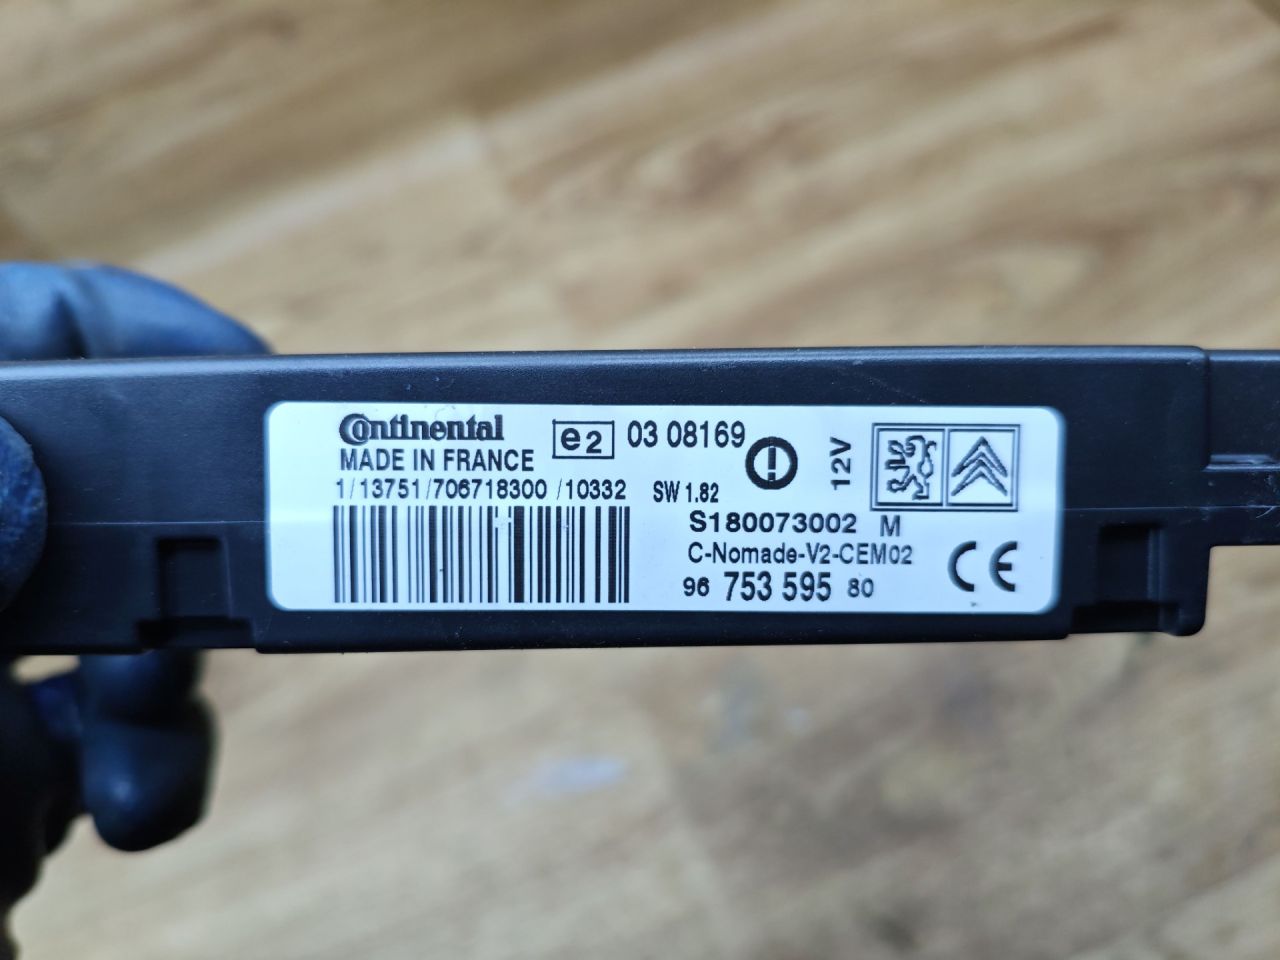 Continental
MADE IN FRANCE
e2 03 08169
12V
1/13751/706718300 /10332 SW 1.82
S180073002 M
C-Nomade-V2-CEM02
96 753 595 80
CE